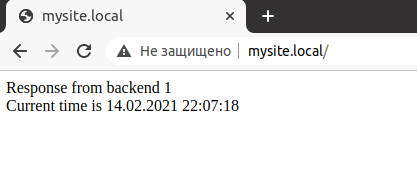 mysite.local
Не защищено
mysite.local/
Response from backend 1
Current time is 14.02.2021 22:07:18